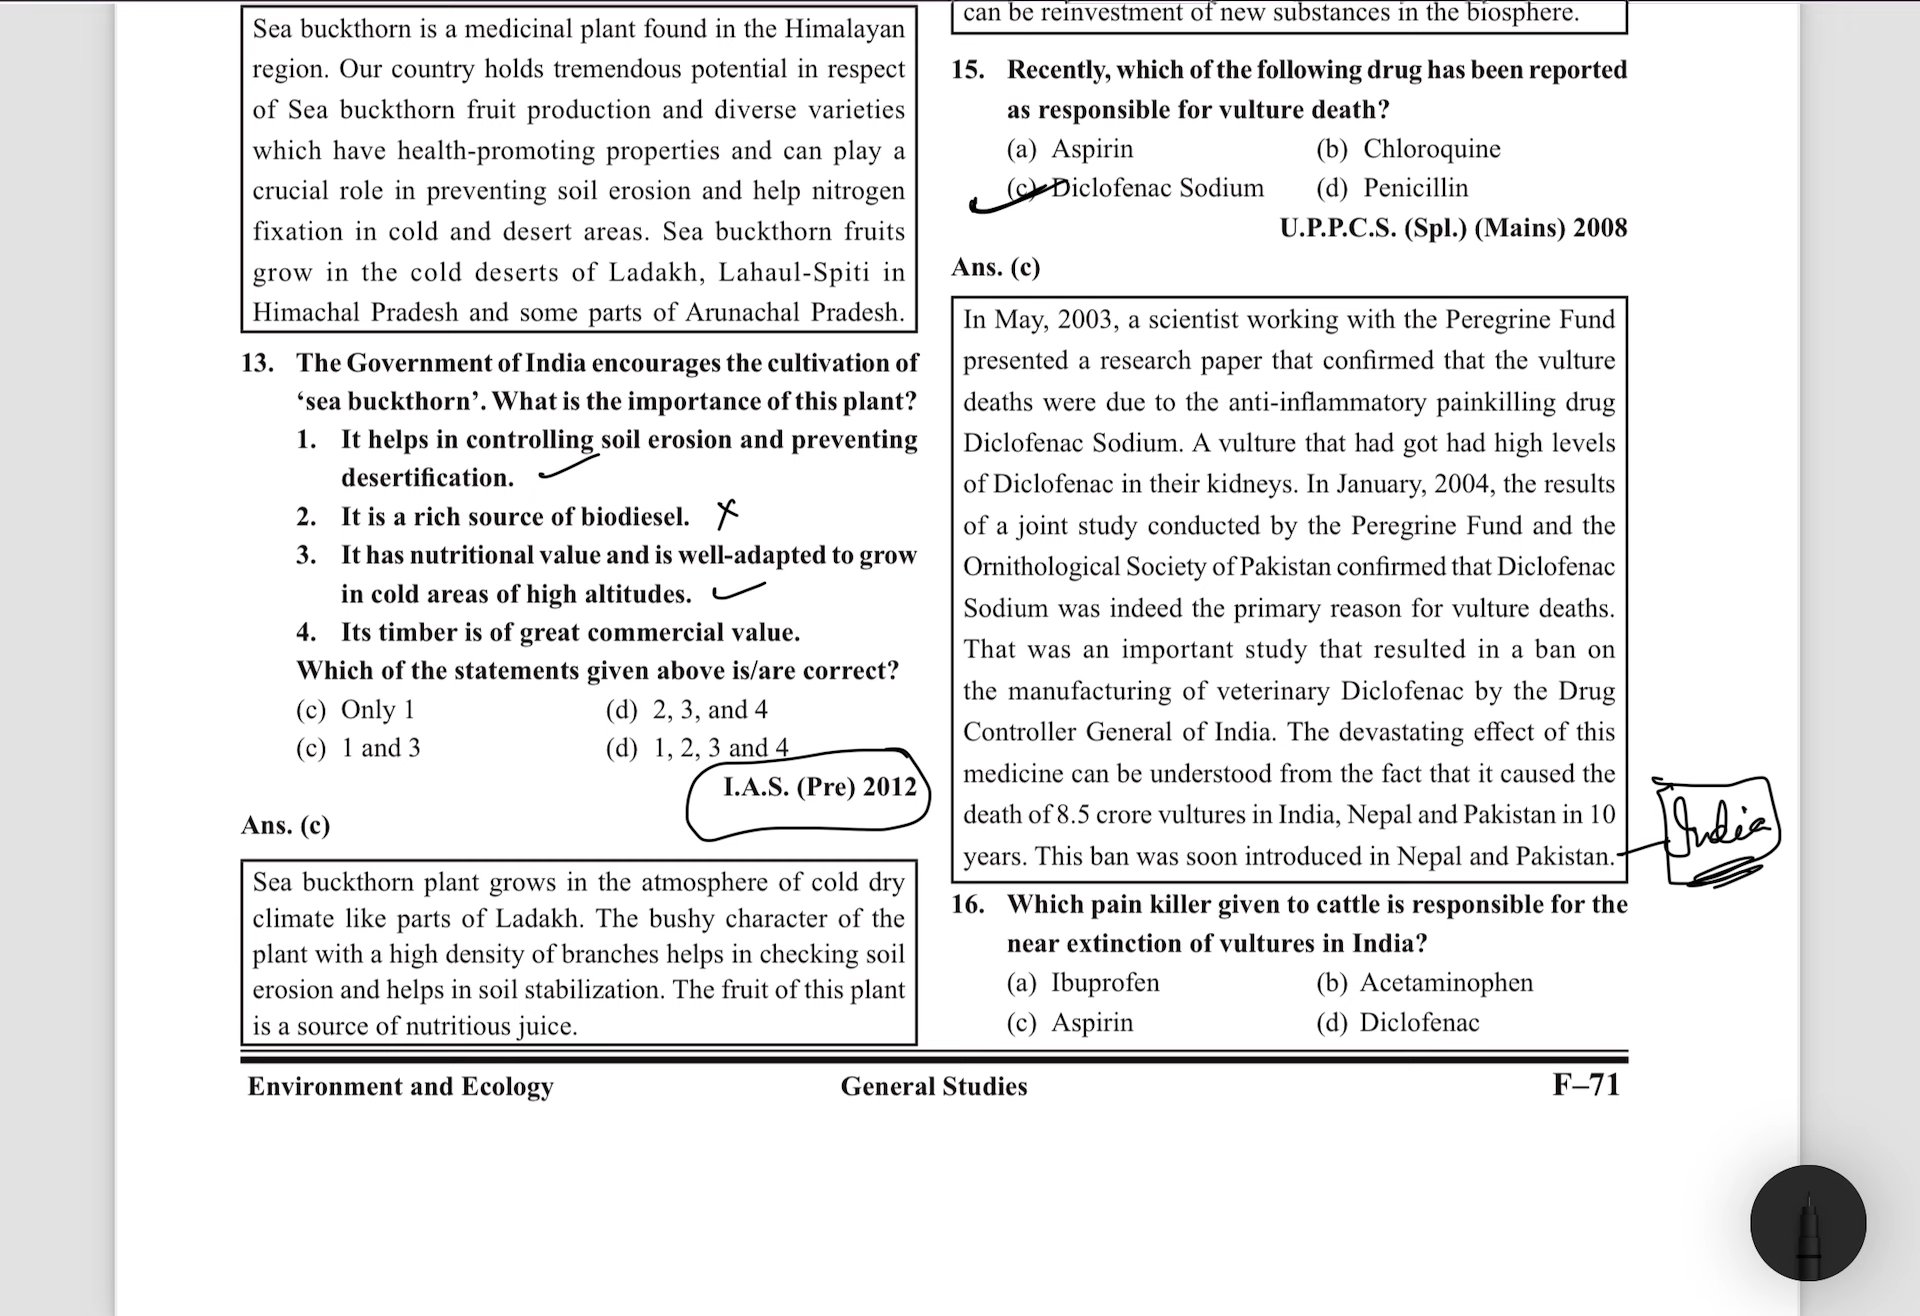 Sea buckthorn is a medicinal plant found in the Himalayan
region. Our country holds tremendous potential in respect
of Sea buckthorn fruit production and diverse varieties
which have health-promoting properties and can play a
crucial role in preventing soil erosion and help nitrogen
fixation in cold and desert areas. Sea buckthorn fruits
grow in the cold deserts of Ladakh, Lahaul-Spiti in
Himachal Pradesh and some parts of Arunachal Pradesh.
13. The Government of India encourages the cultivation of
‘sea buckthorn’. What is the importance of this plant?
1. It helps in controlling soil erosion and preventing
desertification.
2. It is a rich source of biodiesel.
3. It has nutritional value and is well-adapted to grow
in cold areas of high altitudes.
4. Its timber is of great commercial value.
Which of the statements given above is/are correct?
(c) Only 1 (d) 2, 3, and 4
(c) 1 and 3 (d) 1, 2, 3 and 4
I.A.S. (Pre) 2012
Ans. (c)
Sea buckthorn plant grows in the atmosphere of cold dry
climate like parts of Ladakh. The bushy character of the
plant with a high density of branches helps in checking soil
erosion and helps in soil stabilization. The fruit of this plant
is a source of nutritious juice.
can be reinvestment of new substances in the biosphere.
15. Recently, which of the following drug has been reported
as responsible for vulture death?
(a) Aspirin (b) Chloroquine
(c) Diclofenac Sodium (d) Penicillin
U.P.P.C.S. (Spl.) (Mains) 2008
Ans. (c)
In May, 2003, a scientist working with the Peregrine Fund
presented a research paper that confirmed that the vulture
deaths were due to the anti-inflammatory painkilling drug
Diclofenac Sodium. A vulture that had got had high levels
of Diclofenac in their kidneys. In January, 2004, the results
of a joint study conducted by the Peregrine Fund and the
Ornithological Society of Pakistan confirmed that Diclofenac
Sodium was indeed the primary reason for vulture deaths.
That was an important study that resulted in a ban on
the manufacturing of veterinary Diclofenac by the Drug
Controller General of India. The devastating effect of this
medicine can be understood from the fact that it caused the
death of 8.5 crore vultures in India, Nepal and Pakistan in 10
years. This ban was soon introduced in Nepal and Pakistan.
India
16. Which pain killer given to cattle is responsible for the
near extinction of vultures in India?
(a) Ibuprofen (b) Acetaminophen
(c) Aspirin (d) Diclofenac
Environment and Ecology General Studies F–71